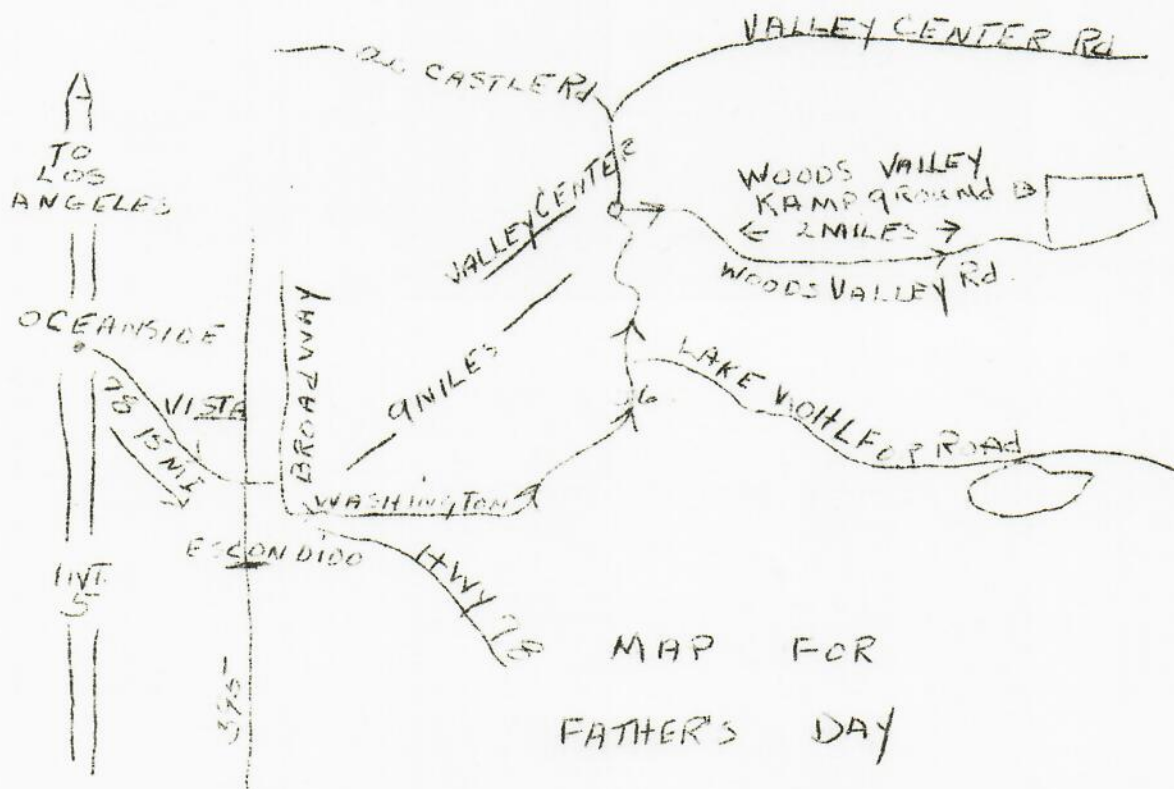 VALLEY CENTER Rd
OLD CASTLE Rd
TO
LOS
ANGELES
VALLEY CENTER
WOODS VALLEY
KAMPGROUND
← 2 MILES →
WOODS VALLEY Rd.
OCEANSIDE
BROADWAY
9 MILES
78 15 MI
VISTA
S6
LAKE WOHLFORD ROAD
WASHINGTON
ESCONDIDO
HWY 78
INT.
5
395
MAP FOR
FATHER'S DAY